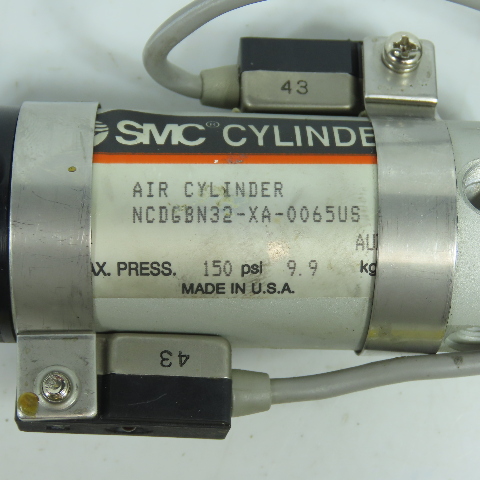 43
SMC® CYLINDE
AIR CYLINDER
NCDGBN32-XA-0065US
AU
AX. PRESS. 150 psi 9.9 kg
MADE IN U.S.A.
43